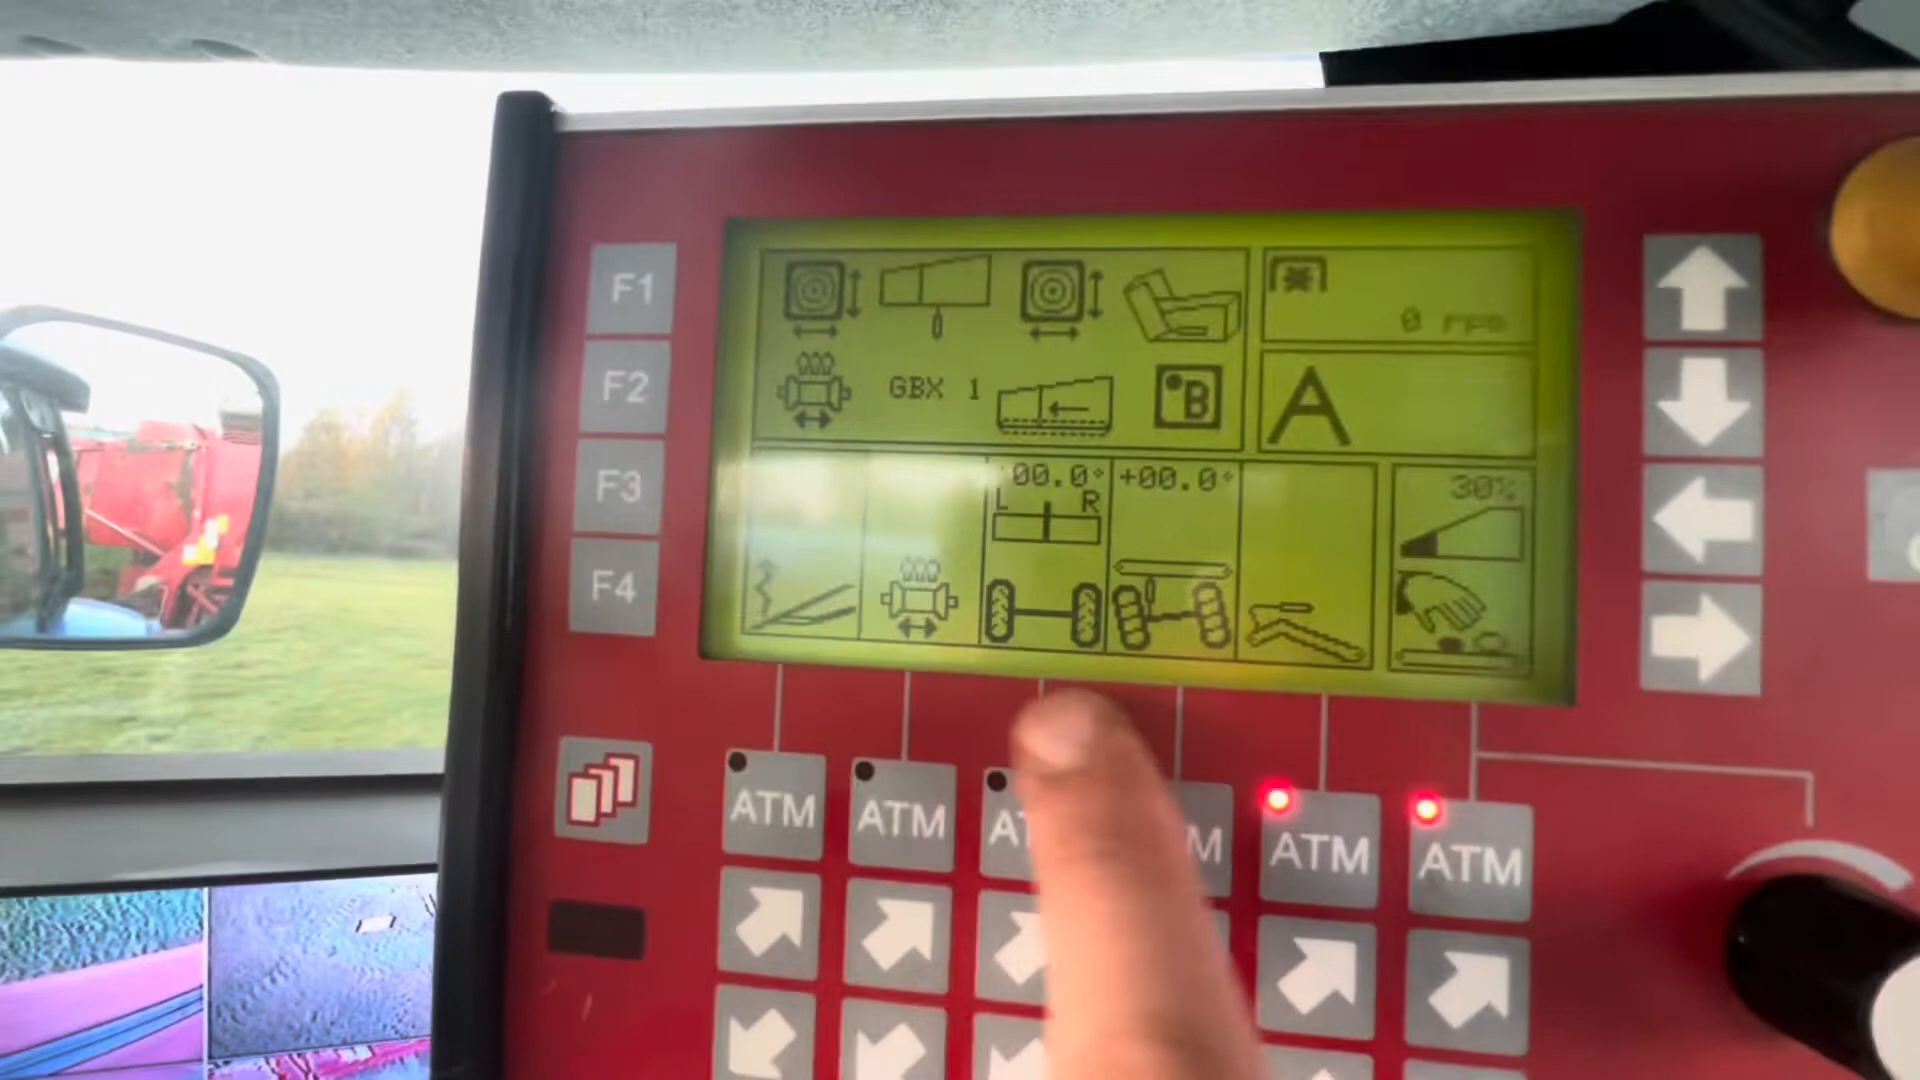 F1
F2
F3
F4
0 rpm
GBX 1
B
A
00.0°
+00.0°
30%
L R
ATM
ATM
ATM
ATM